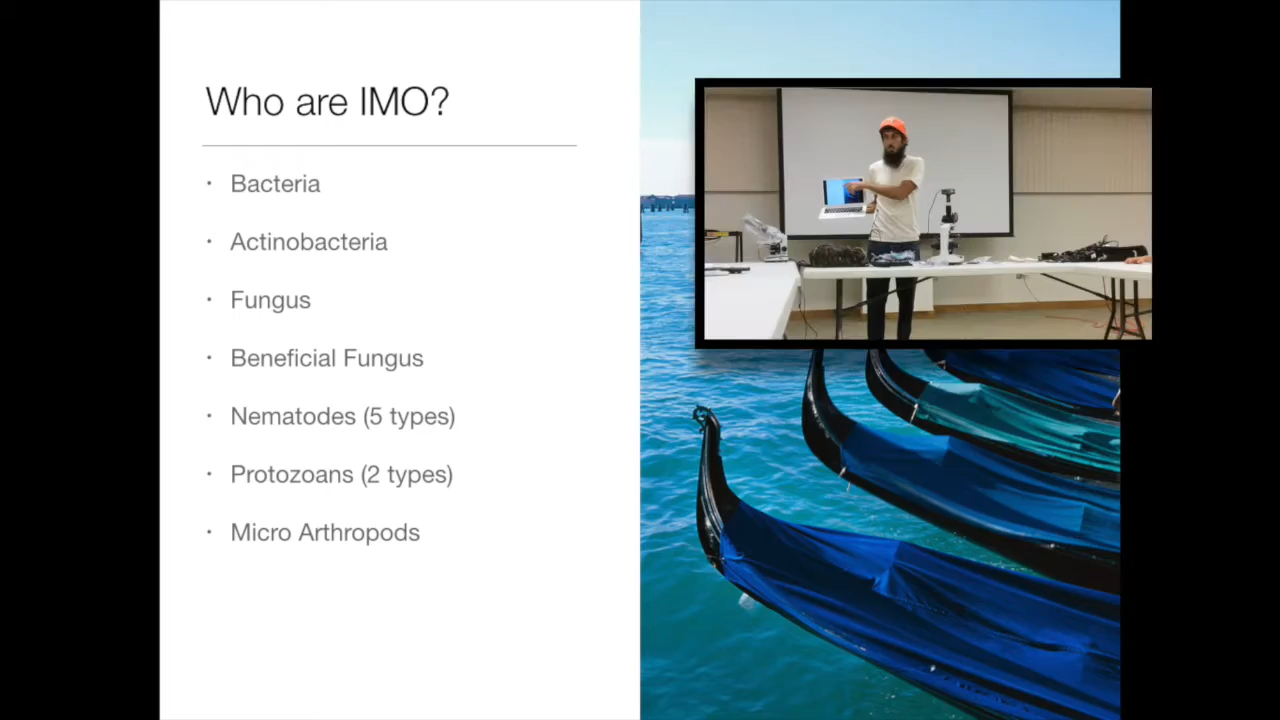 Who are IMO?
· Bacteria
· Actinobacteria
· Fungus
· Beneficial Fungus
· Nematodes (5 types)
· Protozoans (2 types)
· Micro Arthropods